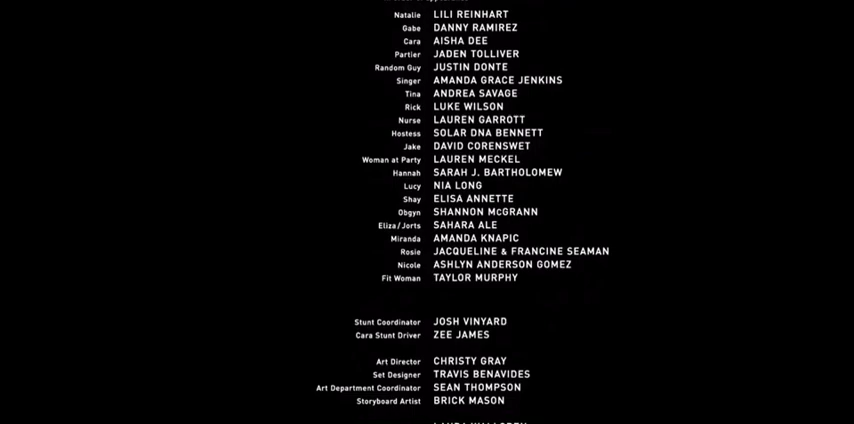 Natalie LILI REINHART
Gabe DANNY RAMIREZ
Cara AISHA DEE
Partier JADEN TOLLIVER
Random Guy JUSTIN DONTE
Singer AMANDA GRACE JENKINS
Tina ANDREA SAVAGE
Rick LUKE WILSON
Nurse LAUREN GARROTT
Hostess SOLAR DNA BENNETT
Jake DAVID CORENSWET
Woman at Party LAUREN MECKEL
Hannah SARAH J. BARTHOLOMEW
Lucy NIA LONG
Shay ELISA ANNETTE
Obgyn SHANNON McGRANN
Eliza/Jorts SAHARA ALE
Miranda AMANDA KNAPIC
Rosie JACQUELINE & FRANCINE SEAMAN
Nicole ASHLYN ANDERSON GOMEZ
Fit Woman TAYLOR MURPHY
Stunt Coordinator JOSH VINYARD
Cara Stunt Driver ZEE JAMES
Art Director CHRISTY GRAY
Set Designer TRAVIS BENAVIDES
Art Department Coordinator SEAN THOMPSON
Storyboard Artist BRICK MASON